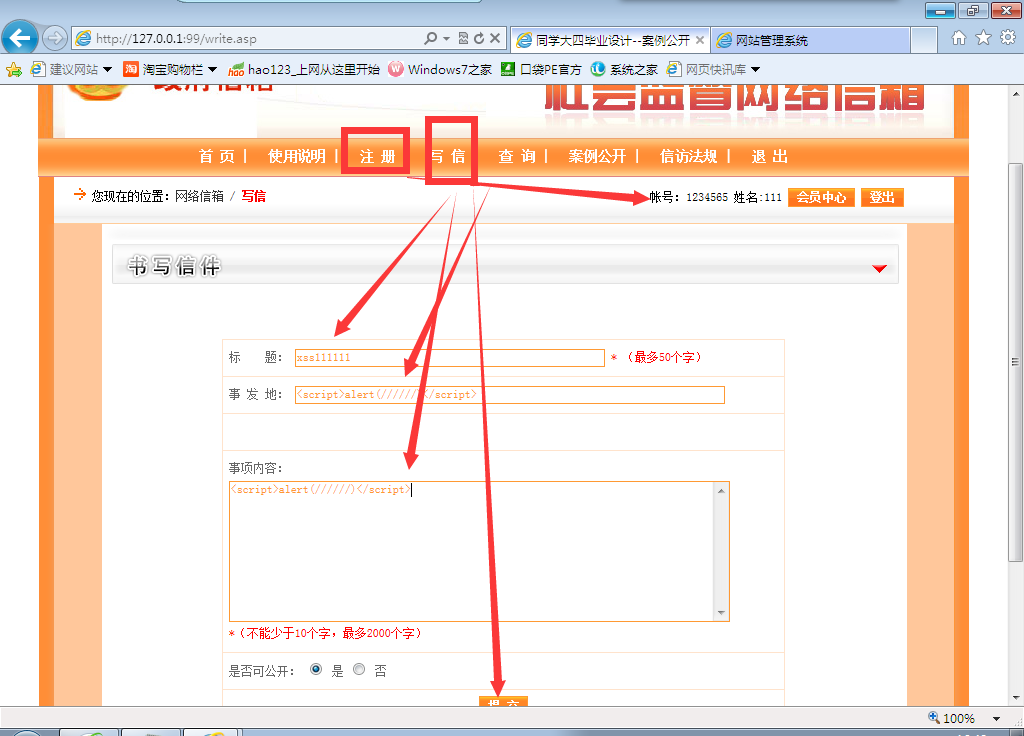 http://127.0.0.1:99/write.asp
同学大四毕业设计--案例公开
网站管理系统
建议网站 淘 淘宝购物栏 hao hao123_上网从这里开始 W Windows7之家 口袋PE官方 系统之家 网页快讯库
政府信箱
社会监督网络信箱
首 页 | 使用说明 | 注 册 写 信 查 询 | 案例公开 | 信访法规 | 退 出
您现在的位置: 网络信箱 / 写信
帐号: 1234565 姓名:111 会员中心 登出
书写信件
标 题: xss111111 * (最多50个字)
事 发 地: <script>alert(//////)</script>
事项内容:
<script>alert(//////)</script>
*(不能少于10个字,最多2000个字)
是否可公开: 是 否
提 交
100%